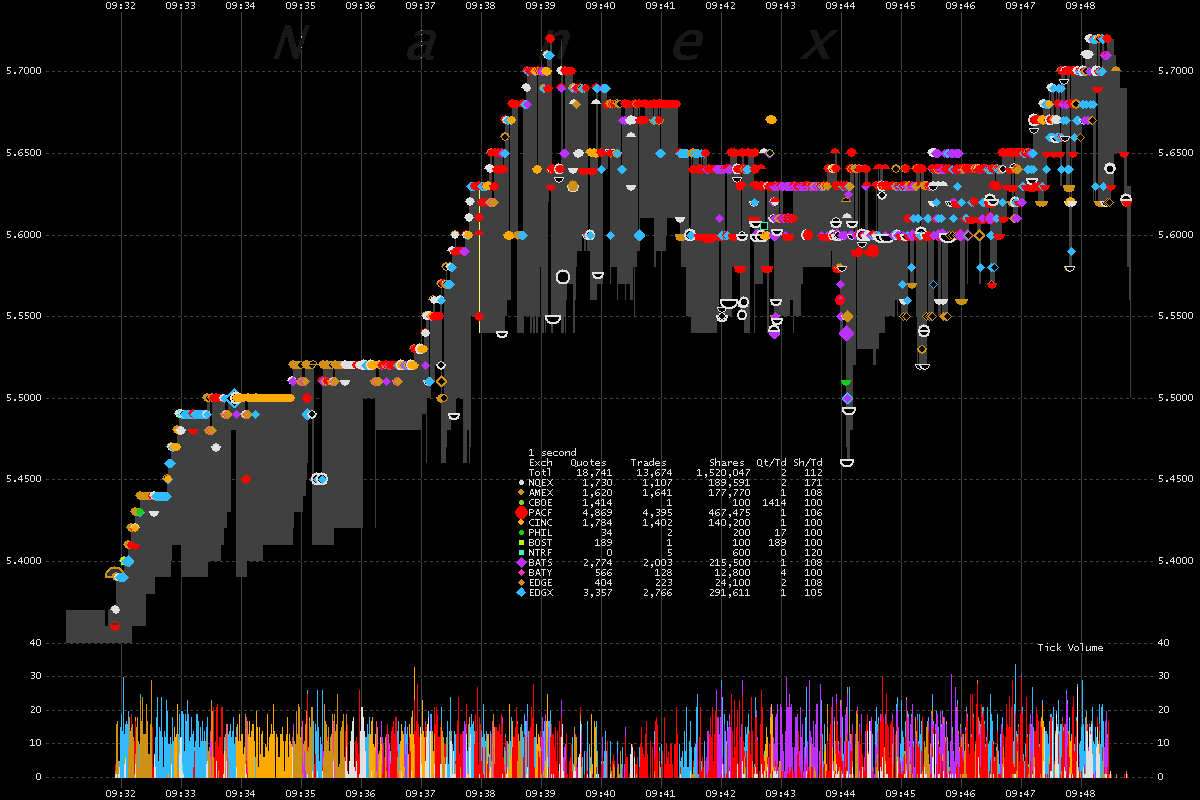 09:32 09:33 09:34 09:35 09:36 09:37 09:38 09:39 09:40 09:41 09:42 09:43 09:44 09:45 09:46 09:47 09:48
N a n e x
5.7000 5.7000
5.6500 5.6500
5.6000 5.6000
5.5500 5.5500
5.5000 5.5000
1 second
Exch Quotes Trades Shares Qt/Td Sh/Td
Totl 18,741 13,674 1,520,047 2 112
5.4500 5.4500
NQEX 1,730 1,107 189,591 2 171
AMEX 1,620 1,641 177,770 1 108
CBOE 1,414 1 100 1414 100
PACF 4,869 4,395 467,475 1 106
CINC 1,784 1,402 140,200 1 100
PHIL 34 2 200 17 100
BOST 189 1 100 189 100
NTRF 0 5 600 0 120
5.4000 5.4000
BATS 2,774 2,003 215,500 1 108
BATY 566 128 12,800 4 100
EDGE 404 223 24,100 2 108
EDGX 3,357 2,766 291,611 1 105
40 40
Tick Volume
30 30
20 20
10 10
0 0
09:32 09:33 09:34 09:35 09:36 09:37 09:38 09:39 09:40 09:41 09:42 09:43 09:44 09:45 09:46 09:47 09:48